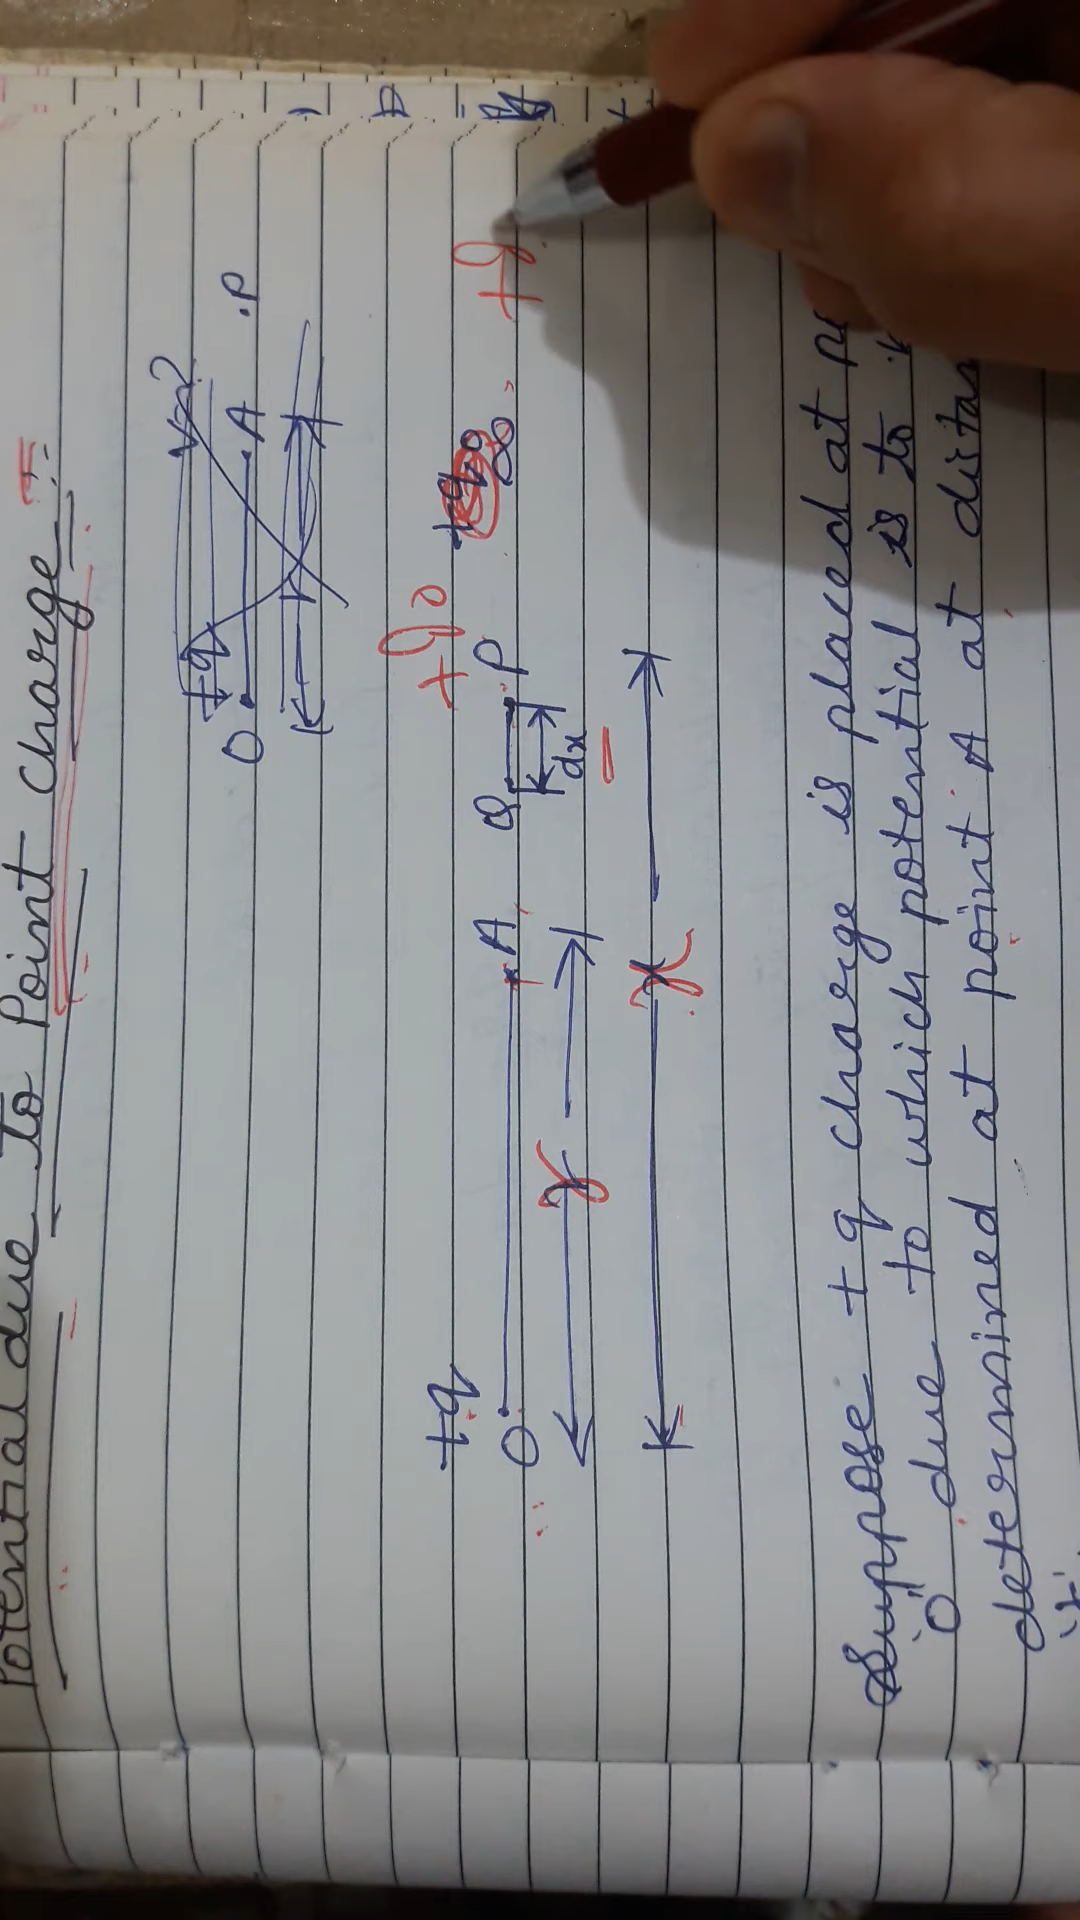 Potential due to Point charge :-
+q
O A .P
r
+q +q0 +q
O A Q P ∞
dx
r
x
Suppose + q charge is placed at
"O" due to which potential is to
determined at point A at distan
'r'